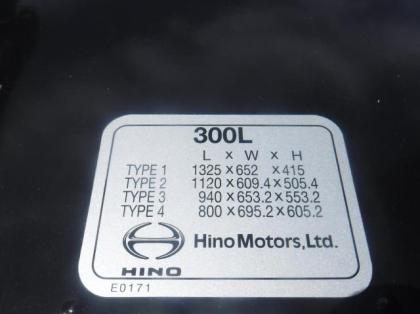 300L
L x W x H
TYPE 1 1325 x 652 x 415
TYPE 2 1120 x 609.4 x 505.4
TYPE 3 940 x 653.2 x 553.2
TYPE 4 800 x 695.2 x 605.2
Hino Motors, Ltd.
HINO
E0171